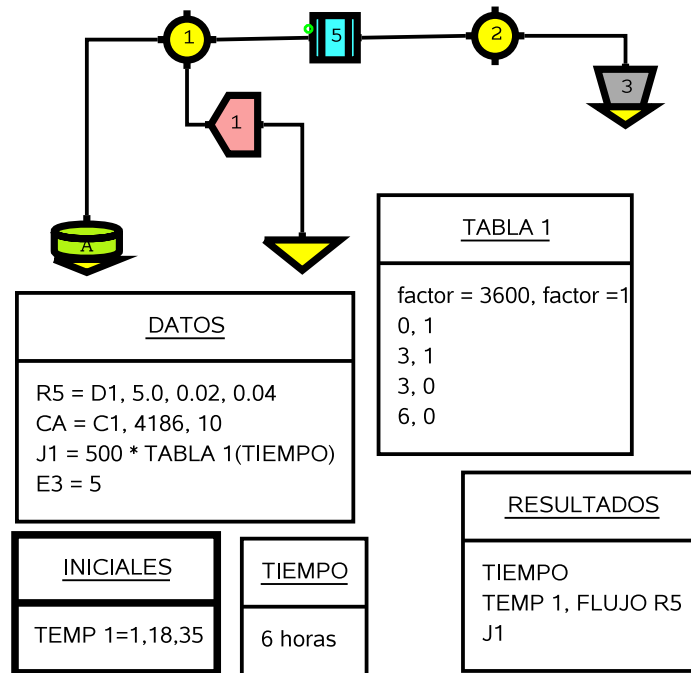 1
5
2
3
1
A
TABLA 1
factor = 3600, factor =1
0, 1
3, 1
3, 0
6, 0
DATOS
R5 = D1, 5.0, 0.02, 0.04
CA = C1, 4186, 10
J1 = 500 * TABLA 1(TIEMPO)
E3 = 5
RESULTADOS
TIEMPO
TEMP 1, FLUJO R5
J1
INICIALES
TEMP 1=1,18,35
TIEMPO
6 horas